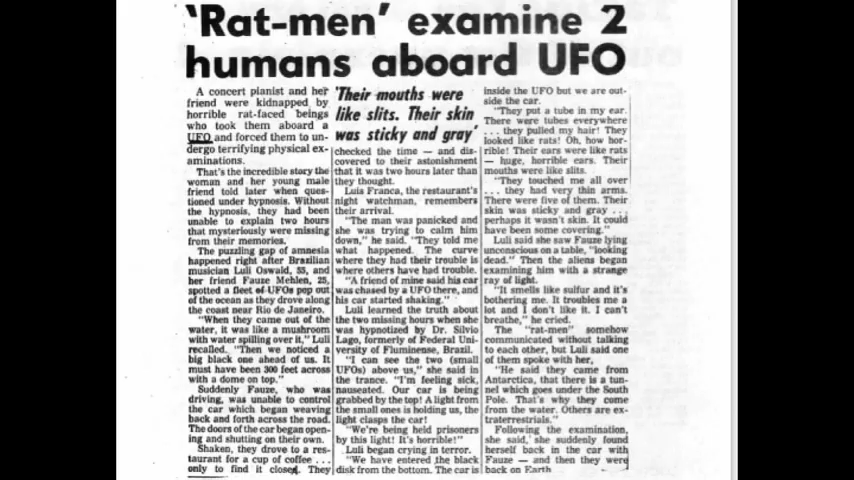 'Rat-men' examine 2
humans aboard UFO
A concert pianist and her
friend were kidnapped by
horrible rat-faced beings
who took them aboard a
UFO and forced them to un-
dergo terrifying physical ex-
aminations.
That's the incredible story the
woman and her young male
friend told later when ques-
tioned under hypnosis. Without
the hypnosis, they had been
unable to explain two hours
that mysteriously were missing
from their memories.
The puzzling gap of amnesia
happened right after Brazilian
musician Luli Oswald, 55, and
her friend Fauze Mehlen, 25,
spotted a fleet of UFOs pop out
of the ocean as they drove along
the coast near Rio de Janeiro.
"When they came out of the
water, it was like a mushroom
with water spilling over it," Luli
recalled. "Then we noticed a
big black one ahead of us. It
must have been 300 feet across
with a dome on top."
Suddenly Fauze, who was
driving, was unable to control
the car which began weaving
back and forth across the road.
The doors of the car began open-
ing and shutting on their own.
Shaken, they drove to a res-
taurant for a cup of coffee ...
only to find it closed. They
'Their mouths were
like slits. Their skin
was sticky and gray'
checked the time — and dis-
covered to their astonishment
that it was two hours later than
they thought.
Luis Franca, the restaurant's
night watchman, remembers
their arrival.
"The man was panicked and
she was trying to calm him
down," he said. "They told me
what happened. The curve
where they had their trouble is
where others have had trouble.
"A friend of mine said his car
was chased by a UFO there, and
his car started shaking."
Luli learned the truth about
the two missing hours when she
was hypnotized by Dr. Silvio
Lago, formerly of Federal Uni-
versity of Fluminense, Brazil.
"I can see the two (small
UFOs) above us," she said in
the trance. "I'm feeling sick,
nauseated. Our car is being
grabbed by the top! A light from
the small ones is holding us, the
light clasps the car!
"We're being held prisoners
by this light! It's horrible!"
Luli began crying in terror.
"We have entered the black
disk from the bottom. The car is
inside the UFO but we are out-
side the car.
"They put a tube in my ear.
There were tubes everywhere
... they pulled my hair! They
looked like rats! Oh, how hor-
rible! Their ears were like rats
— huge, horrible ears. Their
mouths were like slits.
"They touched me all over
... they had very thin arms.
There were five of them. Their
skin was sticky and gray ...
perhaps it wasn't skin. It could
have been some covering."
Luli said she saw Fauze lying
unconscious on a table, "looking
dead." Then the aliens began
examining him with a strange
ray of light.
"It smells like sulfur and it's
bothering me. It troubles me a
lot and I don't like it. I can't
breathe," he cried.
The "rat-men" somehow
communicated without talking
to each other, but Luli said one
of them spoke with her.
"He said they came from
Antarctica, that there is a tun-
nel which goes under the South
Pole. That's why they come
from the water. Others are ex-
traterrestrials."
Following the examination,
she said, she suddenly found
herself back in the car with
Fauze — and then they were
back on Earth